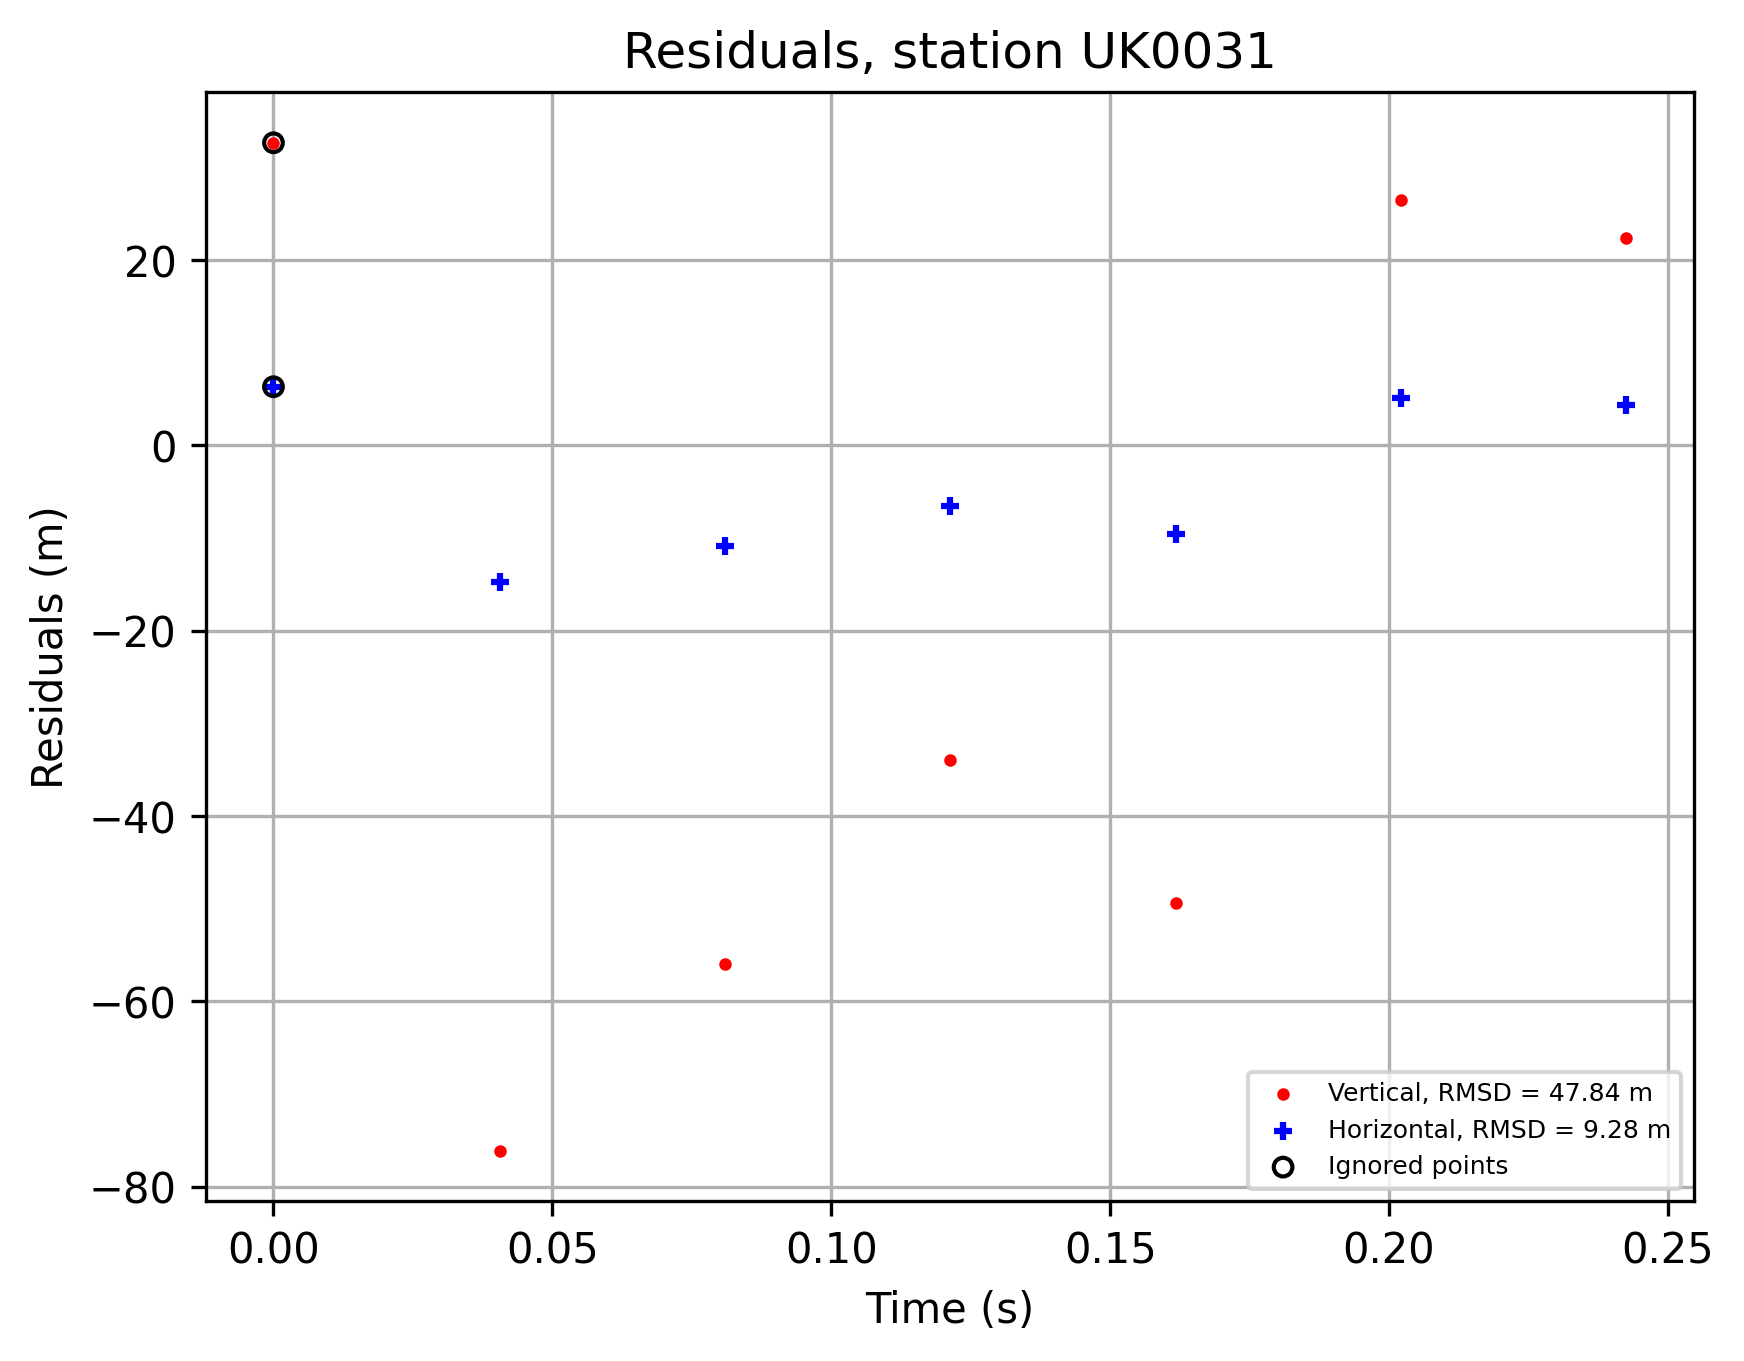 Residuals, station UK0031
Residuals (m)
20
0
−20
−40
−60
−80
0.00 0.05 0.10 0.15 0.20 0.25
Time (s)
Vertical, RMSD = 47.84 m
Horizontal, RMSD = 9.28 m
Ignored points